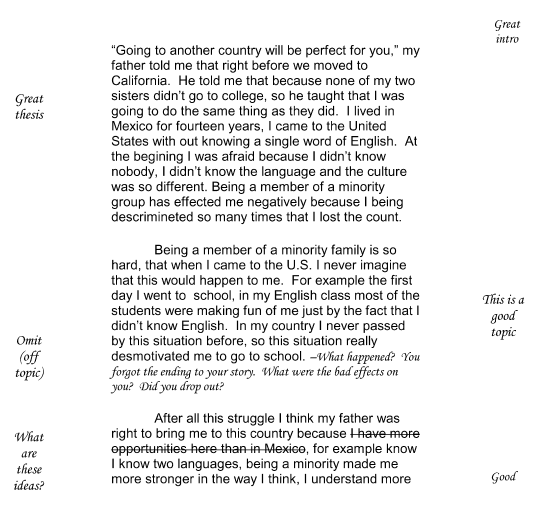 Great
intro
“Going to another country will be perfect for you,” my
father told me that right before we moved to
California.  He told me that because none of my two
sisters didn’t go to college, so he taught that I was
going to do the same thing as they did.  I lived in
Mexico for fourteen years, I came to the United
States with out knowing a single word of English.  At
the begining I was afraid because I didn’t know
nobody, I didn’t know the language and the culture
was so different. Being a member of a minority
group has effected me negatively because I being
descrimineted so many times that I lost the count.
Great
thesis
Being a member of a minority family is so
hard, that when I came to the U.S. I never imagine
that this would happen to me.  For example the first
day I went to  school, in my English class most of the
students were making fun of me just by the fact that I
didn’t know English.  In my country I never passed
by this situation before, so this situation really
desmotivated me to go to school. –What happened?  You
forgot the ending to your story.  What were the bad effects on
you?  Did you drop out?
This is a
good
topic
Omit
(off
topic)
After all this struggle I think my father was
right to bring me to this country because I have more
opportunities here than in Mexico, for example know
I know two languages, being a minority made me
more stronger in the way I think, I understand more
What
are
these
ideas?
Good